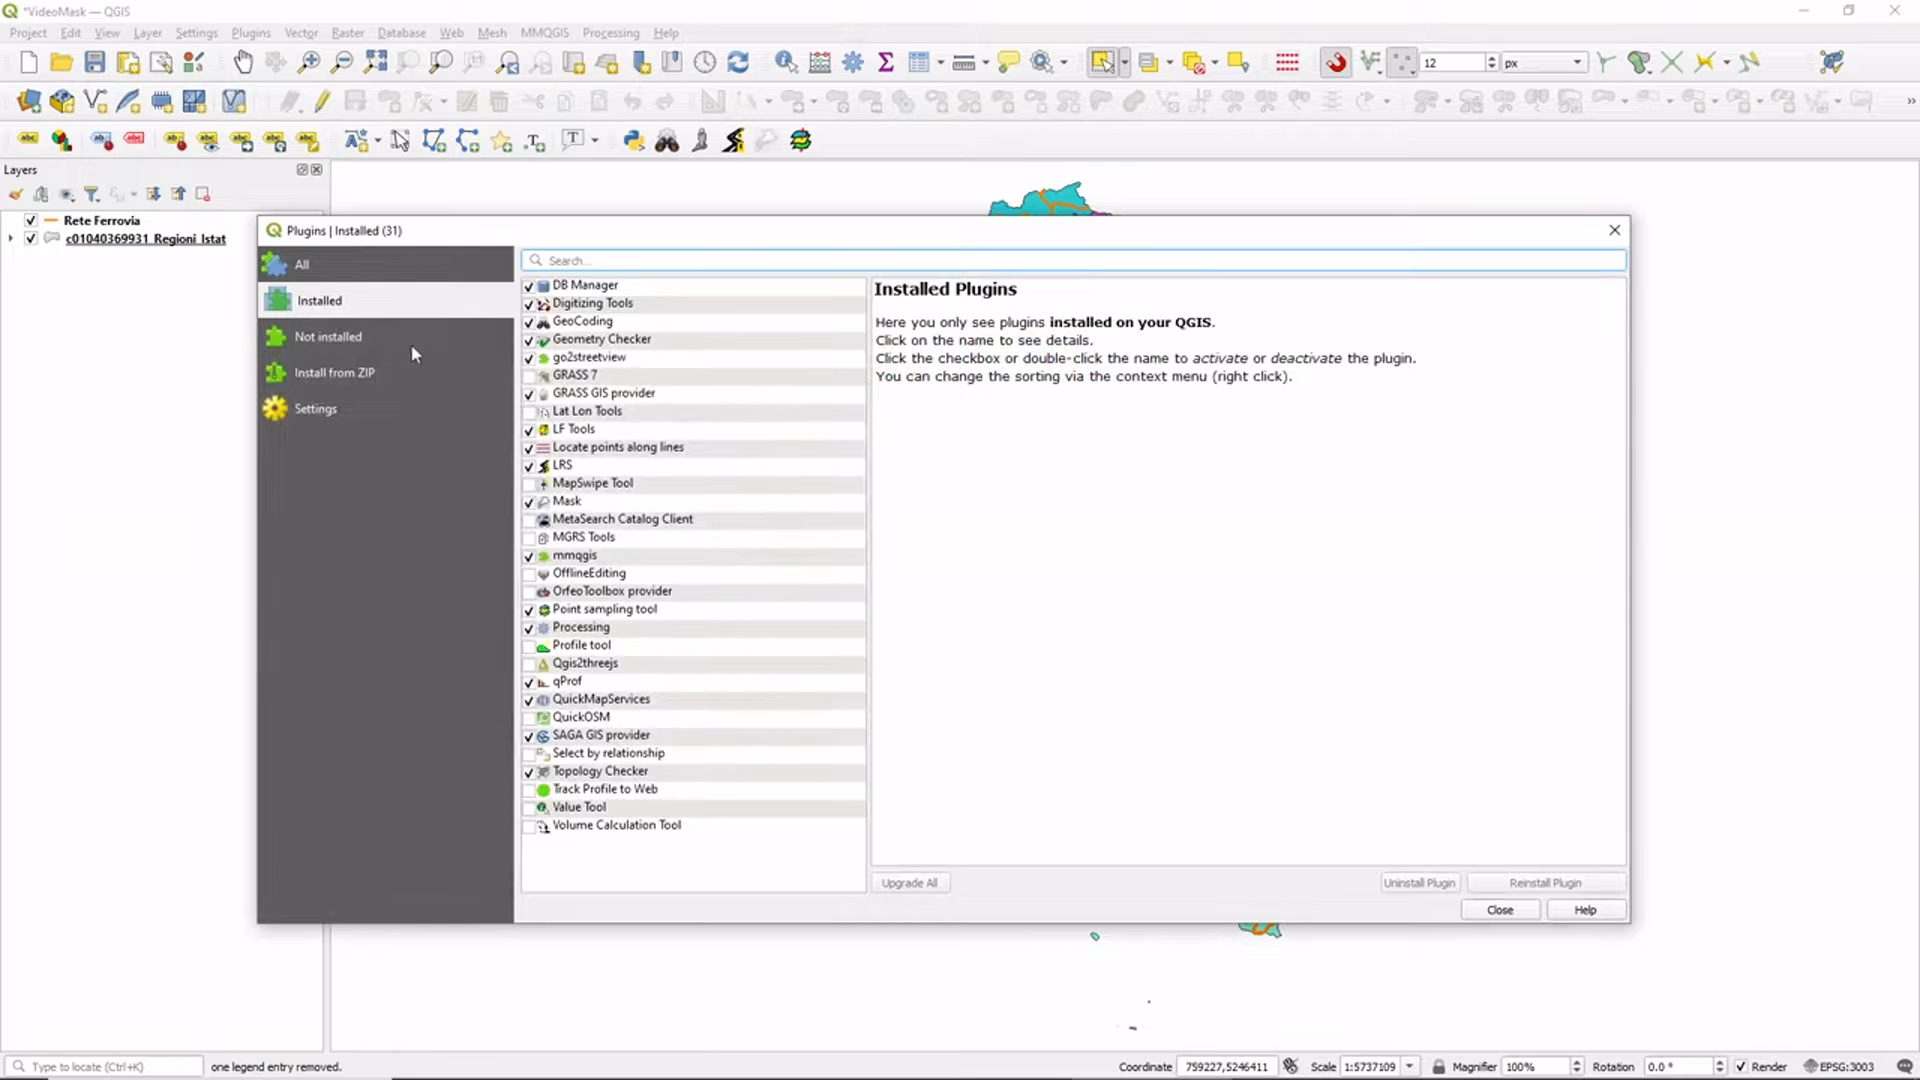 *VideoMask — QGIS
Project Edit View Layer Settings Plugins Vector Raster Database Web Mesh MMQGIS Processing Help
12 px
Layers
Rete Ferrovia
c01040369931 Regioni Istat
Plugins | Installed (31)
All
Installed
Not installed
Install from ZIP
Settings
Search...
DB Manager
Digitizing Tools
GeoCoding
Geometry Checker
go2streetview
GRASS 7
GRASS GIS provider
Lat Lon Tools
LF Tools
Locate points along lines
LRS
MapSwipe Tool
Mask
MetaSearch Catalog Client
MGRS Tools
mmqgis
OfflineEditing
OrfeoToolbox provider
Point sampling tool
Processing
Profile tool
Qgis2threejs
qProf
QuickMapServices
QuickOSM
SAGA GIS provider
Select by relationship
Topology Checker
Track Profile to Web
Value Tool
Volume Calculation Tool
Installed Plugins
Here you only see plugins installed on your QGIS.
Click on the name to see details.
Click the checkbox or double-click the name to activate or deactivate the plugin.
You can change the sorting via the context menu (right click).
Upgrade All Uninstall Plugin Reinstall Plugin
Close Help
Type to locate (Ctrl+K) one legend entry removed. Coordinate 759227,5246411 Scale 1:5737109 Magnifier 100% Rotation 0.0 ° Render EPSG:3003